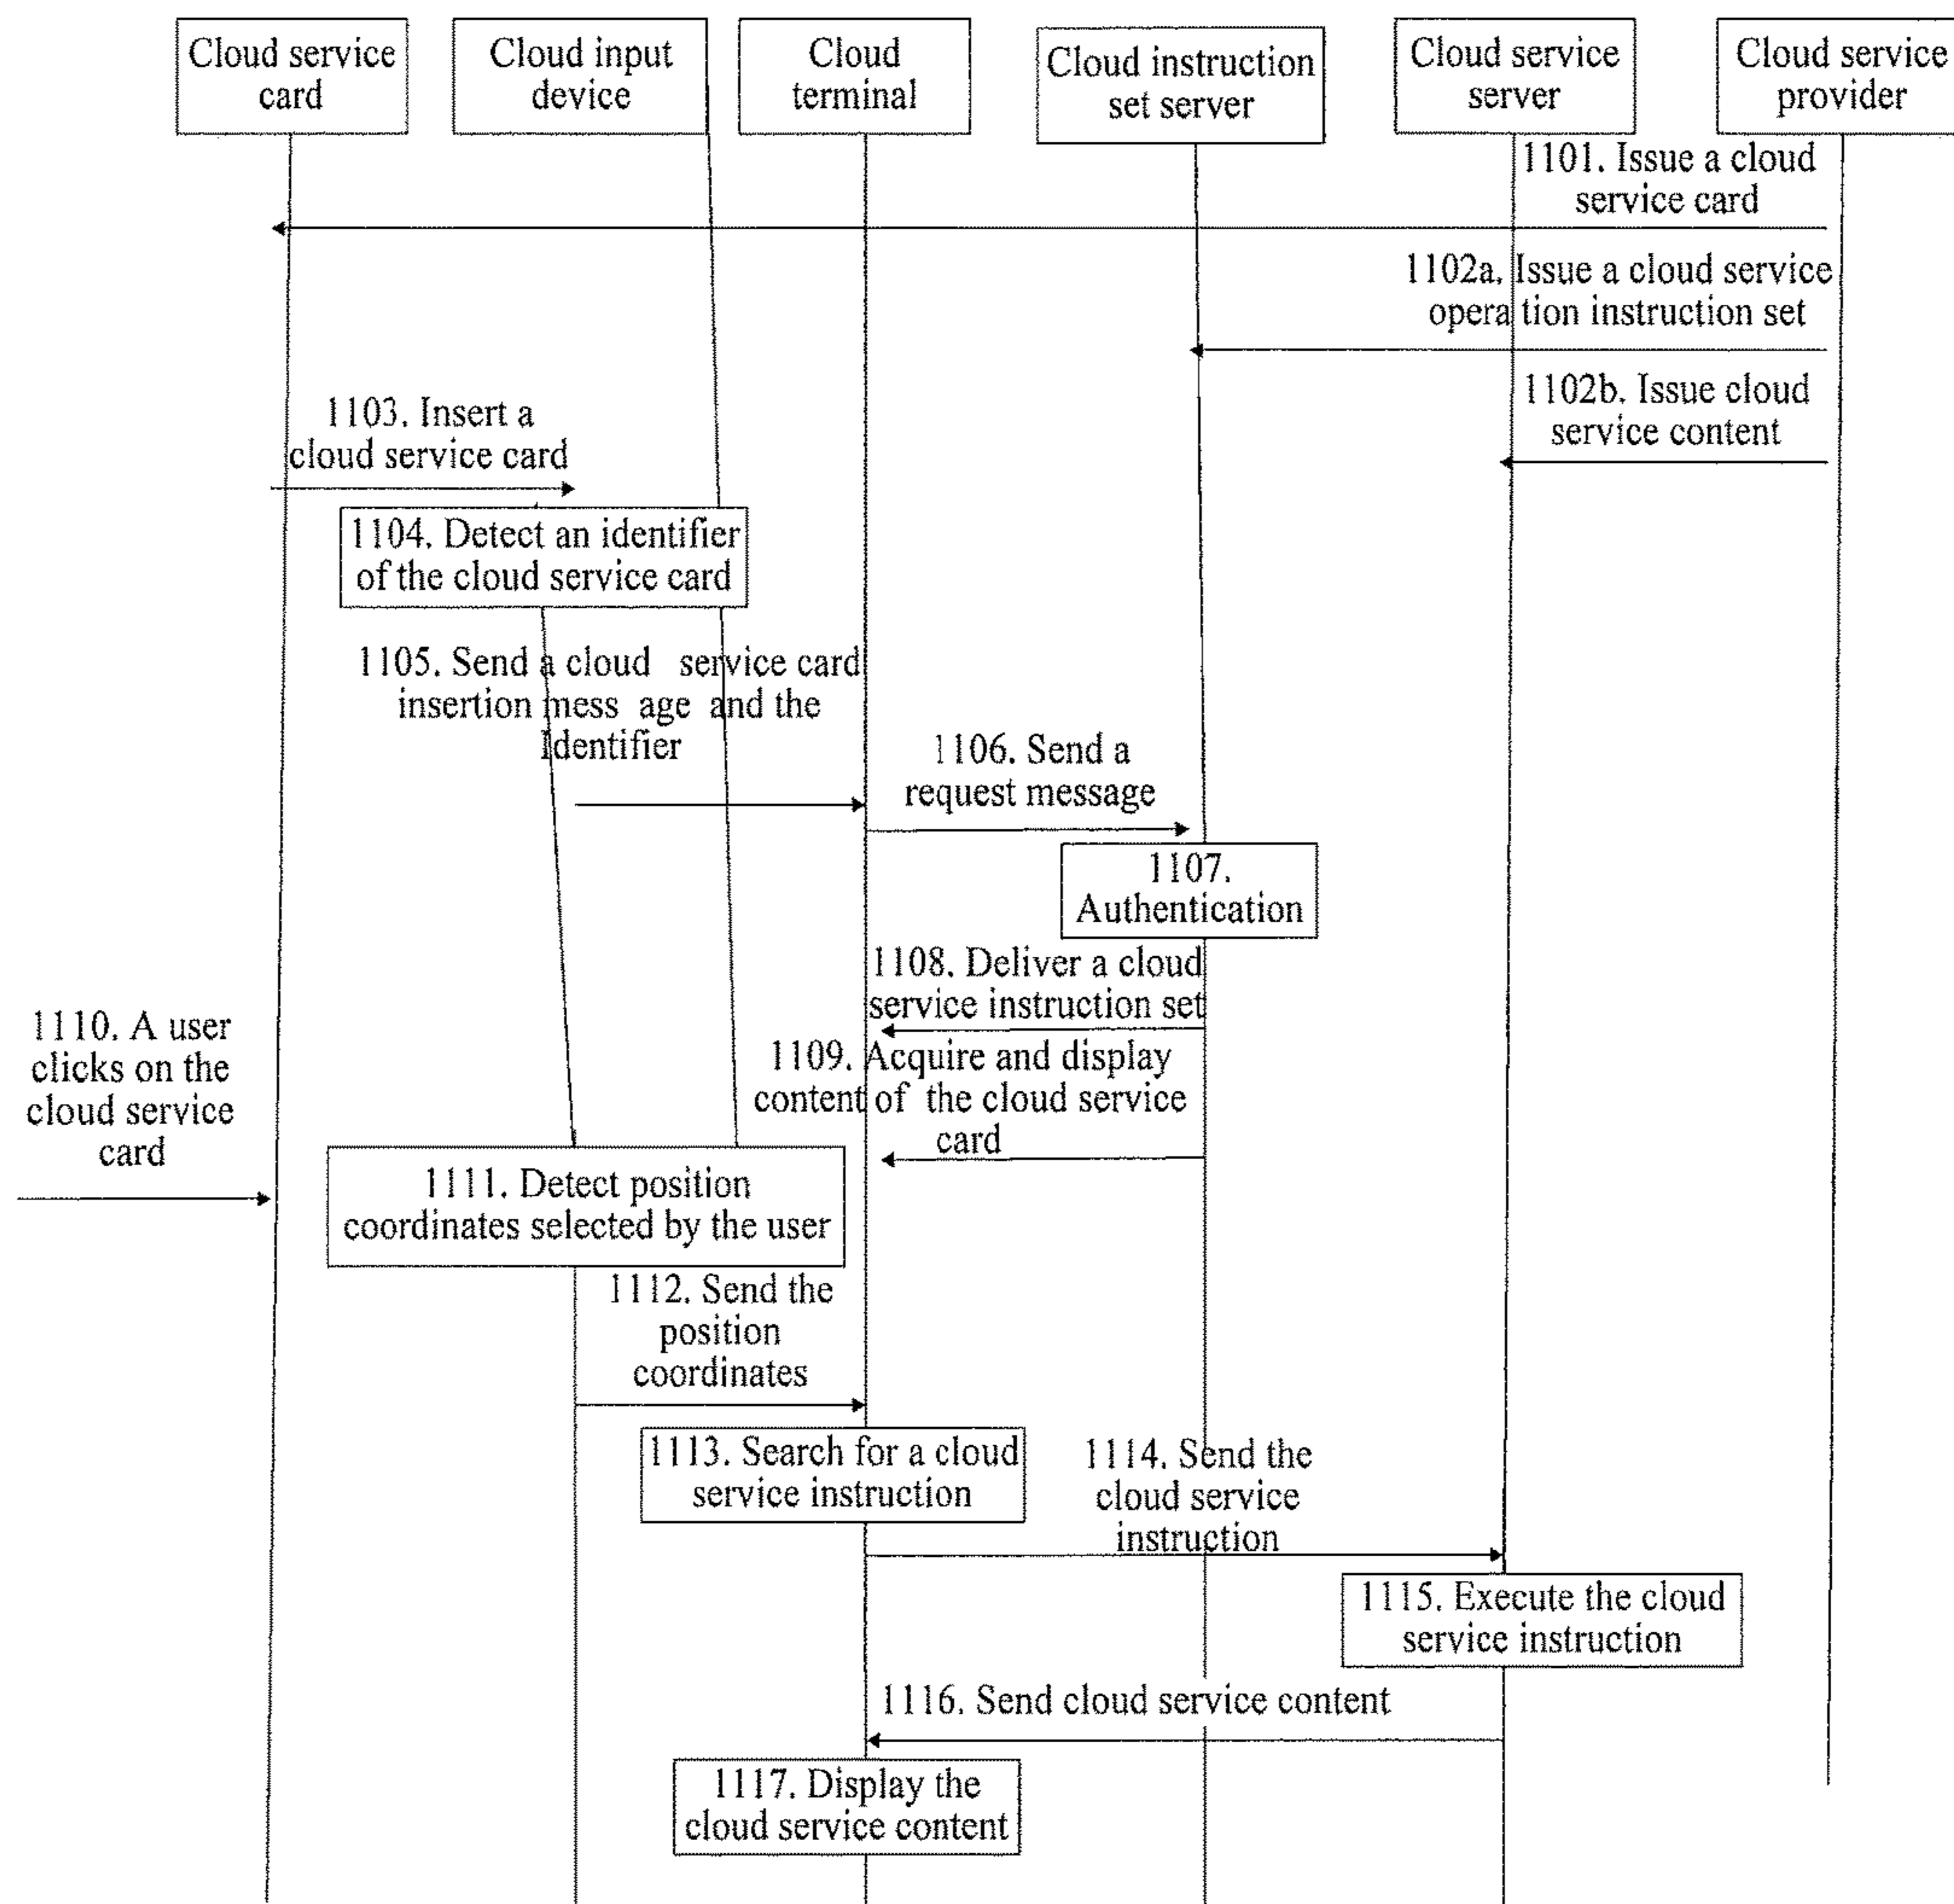 Cloud service
card
Cloud input
device
Cloud
terminal
Cloud instruction
set server
Cloud service
server
Cloud service
provider
1101. Issue a cloud
service card
1102a. Issue a cloud service
operation instruction set
1102b. Issue cloud
service content
1103. Insert a
cloud service card
1104. Detect an identifier
of the cloud service card
1105. Send a cloud service card
insertion mess age and the
Identifier
1106. Send a
request message
1107.
Authentication
1108. Deliver a cloud
service instruction set
1109. Acquire and display
content of the cloud service
card
1110. A user
clicks on the
cloud service
card
1111. Detect position
coordinates selected by the user
1112. Send the
position
coordinates
1113. Search for a cloud
service instruction
1114. Send the
cloud service
instruction
1115. Execute the cloud
service instruction
1116. Send cloud service content
1117. Display the
cloud service content